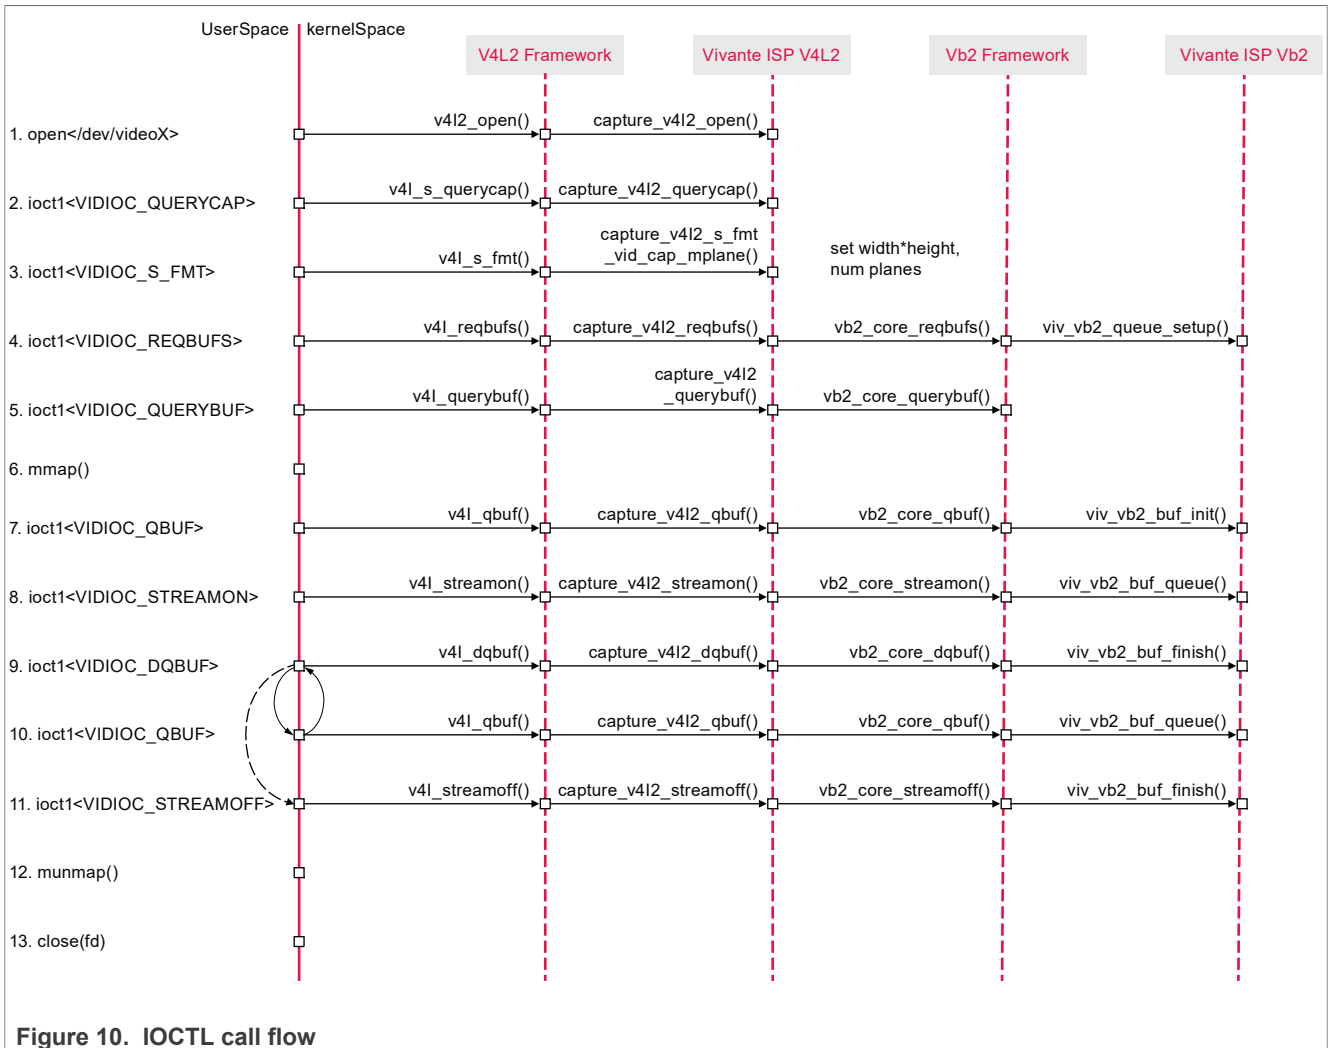 UserSpace kernelSpace
V4L2 Framework Vivante ISP V4L2 Vb2 Framework Vivante ISP Vb2
1. open</dev/videoX> v4l2_open() capture_v4l2_open()
2. ioct1<VIDIOC_QUERYCAP> v4l_s_querycap() capture_v4l2_querycap()
capture_v4l2_s_fmt
_vid_cap_mplane()
3. ioct1<VIDIOC_S_FMT> v4l_s_fmt()
set width*height,
num planes
4. ioct1<VIDIOC_REQBUFS> v4l_reqbufs() capture_v4l2_reqbufs() vb2_core_reqbufs() viv_vb2_queue_setup()
capture_v4l2
_querybuf()
5. ioct1<VIDIOC_QUERYBUF> v4l_querybuf() vb2_core_querybuf()
6. mmap()
7. ioct1<VIDIOC_QBUF> v4l_qbuf() capture_v4l2_qbuf() vb2_core_qbuf() viv_vb2_buf_init()
8. ioct1<VIDIOC_STREAMON> v4l_streamon() capture_v4l2_streamon() vb2_core_streamon() viv_vb2_buf_queue()
9. ioct1<VIDIOC_DQBUF> v4l_dqbuf() capture_v4l2_dqbuf() vb2_core_dqbuf() viv_vb2_buf_finish()
10. ioct1<VIDIOC_QBUF> v4l_qbuf() capture_v4l2_qbuf() vb2_core_qbuf() viv_vb2_buf_queue()
11. ioct1<VIDIOC_STREAMOFF> v4l_streamoff() capture_v4l2_streamoff() vb2_core_streamoff() viv_vb2_buf_finish()
12. munmap()
13. close(fd)
Figure 10. IOCTL call flow